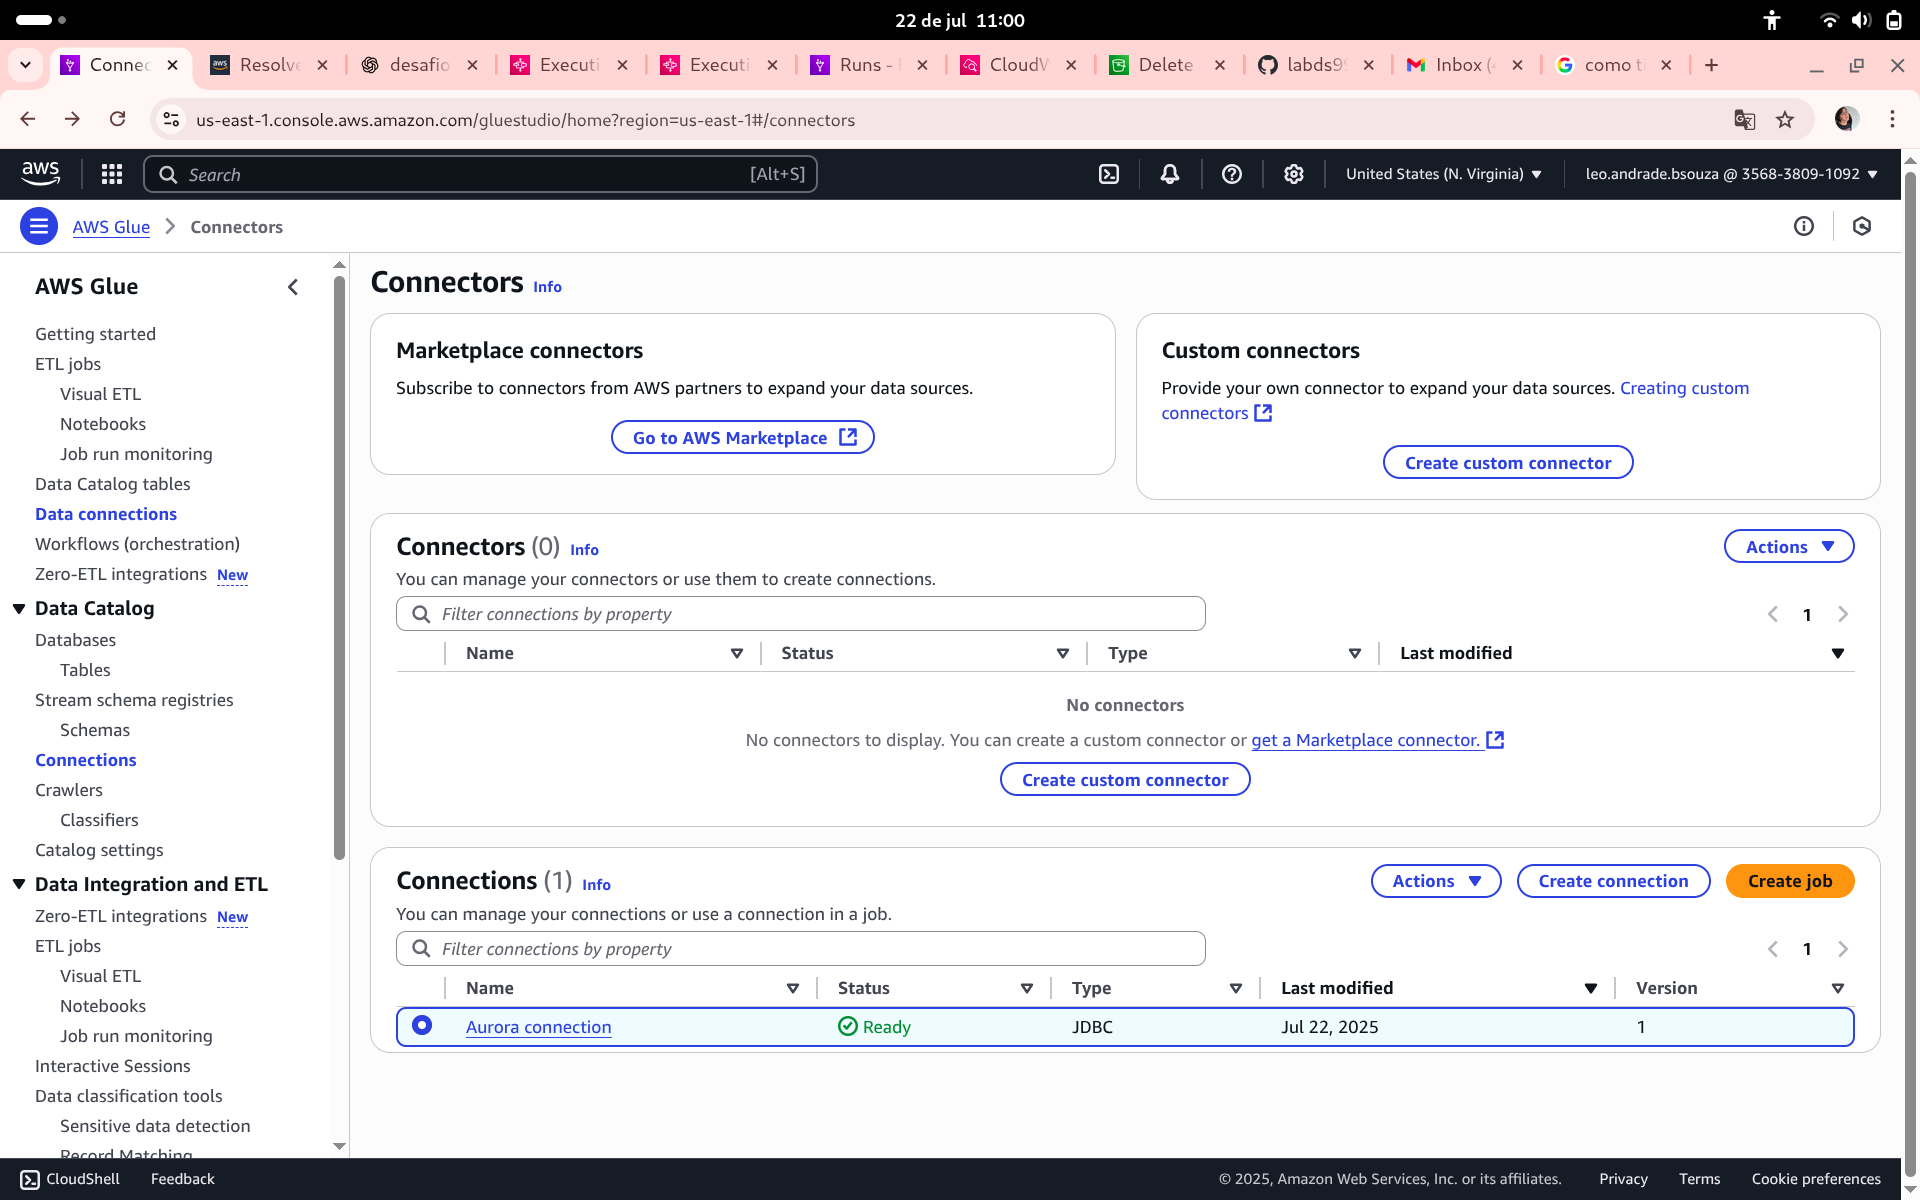 22 de jul 11:00
Connec
Resolve
desafio
Executi
Executi
Runs -
CloudW
Delete
labds9
Inbox (
como ti
us-east-1.console.aws.amazon.com/gluestudio/home?region=us-east-1#/connectors
aws
Search
[Alt+S]
United States (N. Virginia)
leo.andrade.bsouza @ 3568-3809-1092
AWS Glue
Connectors
AWS Glue
Getting started
ETL jobs
Visual ETL
Notebooks
Job run monitoring
Data Catalog tables
Data connections
Workflows (orchestration)
Zero-ETL integrations New
Data Catalog
Databases
Tables
Stream schema registries
Schemas
Connections
Crawlers
Classifiers
Catalog settings
Data Integration and ETL
Zero-ETL integrations New
ETL jobs
Visual ETL
Notebooks
Job run monitoring
Interactive Sessions
Data classification tools
Sensitive data detection
Record Matching
Connectors Info
Marketplace connectors
Subscribe to connectors from AWS partners to expand your data sources.
Go to AWS Marketplace
Custom connectors
Provide your own connector to expand your data sources. Creating custom
connectors
Create custom connector
Connectors (0) Info
Actions
You can manage your connectors or use them to create connections.
Filter connections by property
1
Name Status Type Last modified
No connectors
No connectors to display. You can create a custom connector or get a Marketplace connector.
Create custom connector
Connections (1) Info
Actions
Create connection
Create job
You can manage your connections or use a connection in a job.
Filter connections by property
1
Name Status Type Last modified Version
Aurora connection Ready JDBC Jul 22, 2025 1
CloudShell
Feedback
© 2025, Amazon Web Services, Inc. or its affiliates.
Privacy
Terms
Cookie preferences